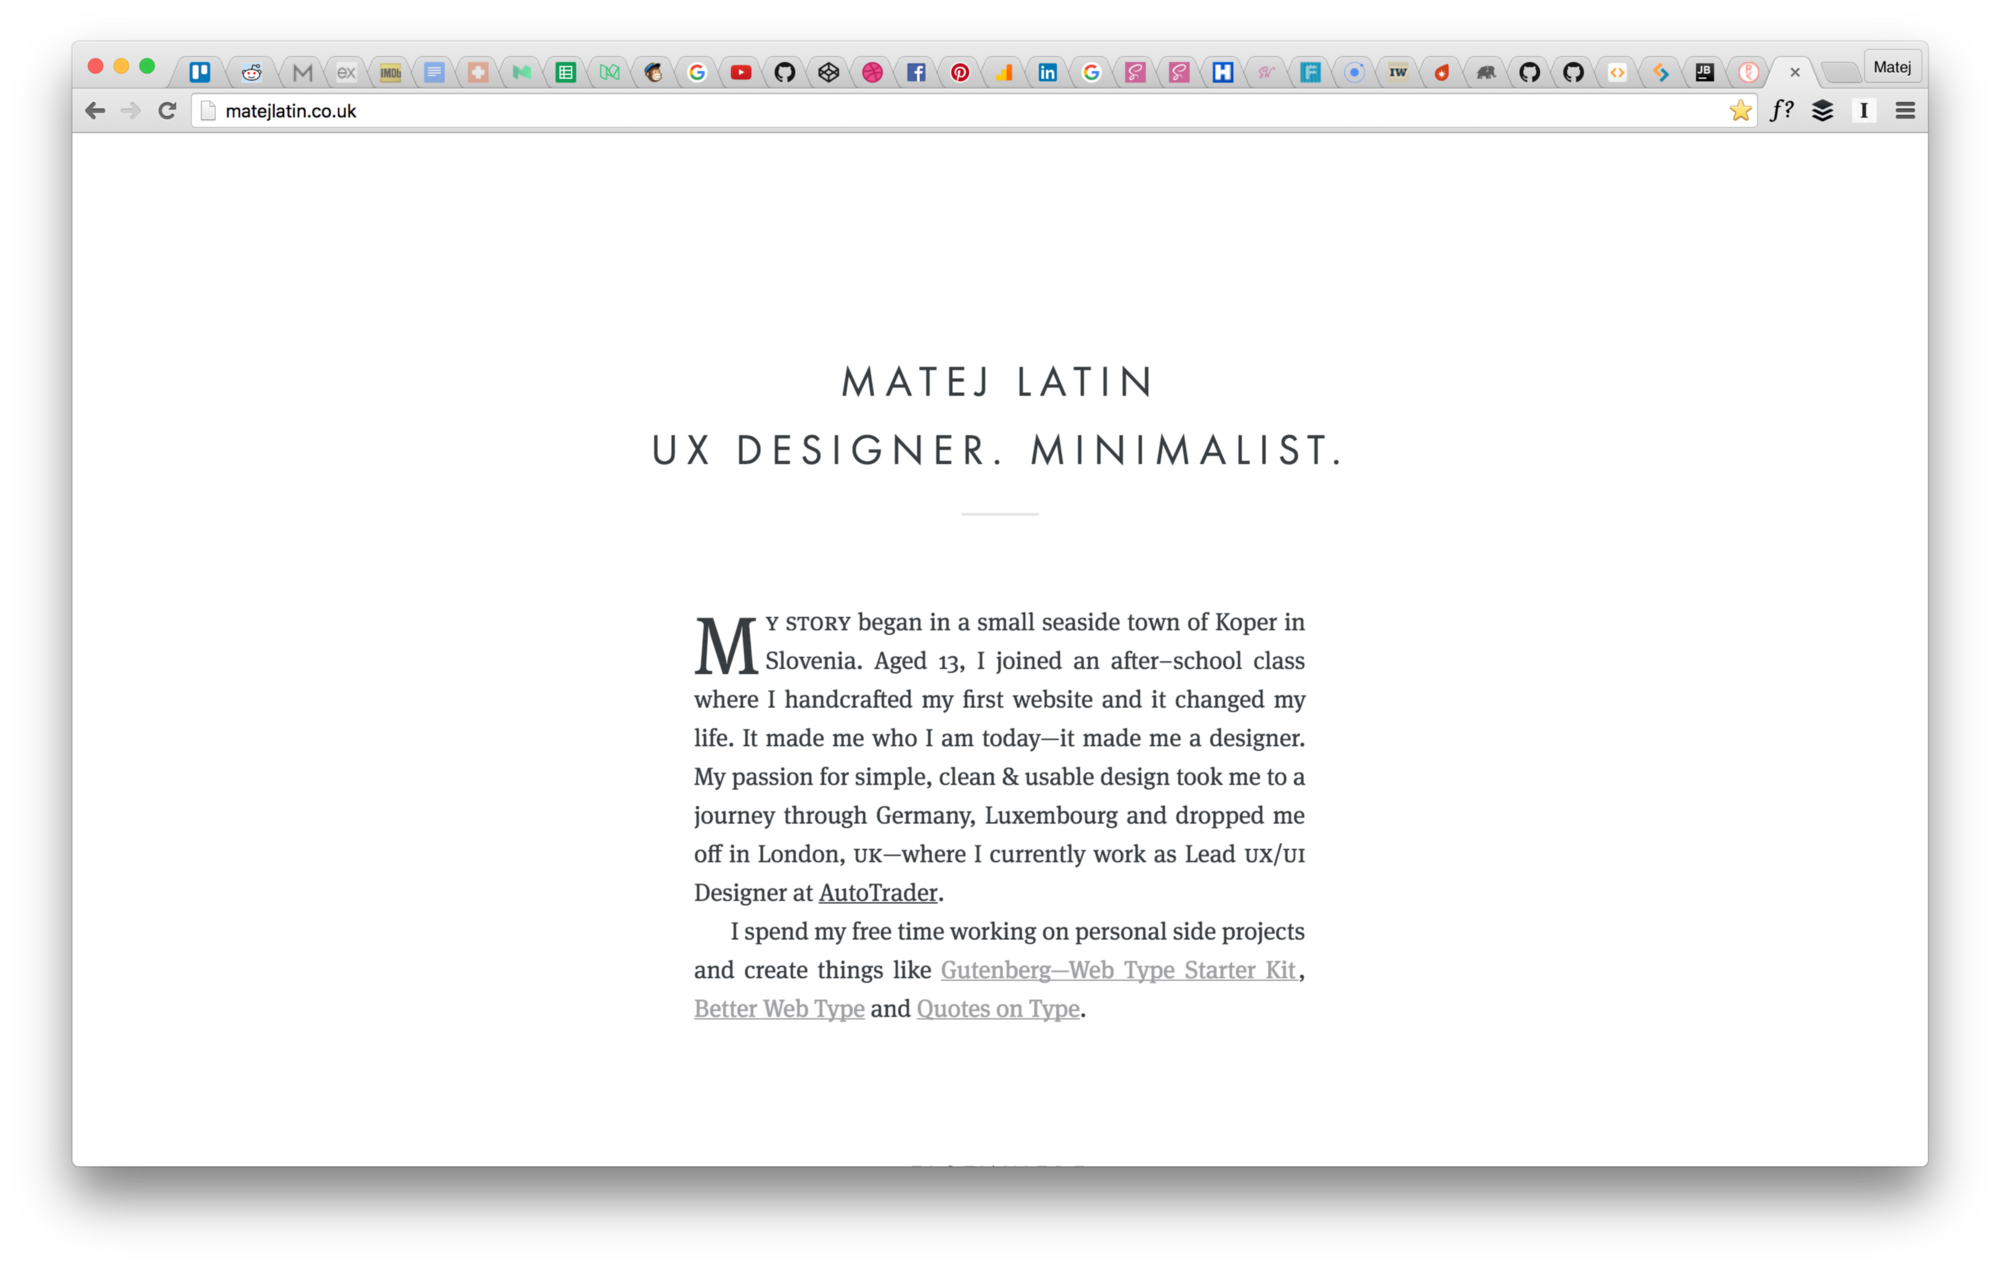 ex IMDb H F IW JB Matej
matejlatin.co.uk f? I
MATEJ LATIN
UX DESIGNER. MINIMALIST.
MY STORY began in a small seaside town of Koper in
Slovenia. Aged 13, I joined an after–school class
where I handcrafted my first website and it changed my
life. It made me who I am today—it made me a designer.
My passion for simple, clean & usable design took me to a
journey through Germany, Luxembourg and dropped me
off in London, UK—where I currently work as Lead UX/UI
Designer at AutoTrader.
I spend my free time working on personal side projects
and create things like Gutenberg—Web Type Starter Kit,
Better Web Type and Quotes on Type.